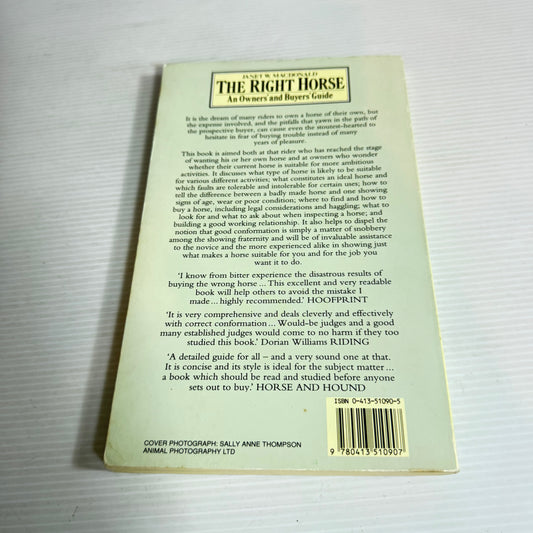 JANET W. MACDONALD
THE RIGHT HORSE
An Owners' and Buyers' Guide
It is the dream of many riders to own a horse of their own, but
the expense involved, and the pitfalls that yawn in the path of
the prospective buyer, can cause even the stoutest-hearted to
hesitate in fear of buying trouble instead of many
years of pleasure.
This book is aimed both at that rider who has reached the stage
of wanting his or her own horse and at owners who wonder
whether their current horse is suitable for more ambitious
activities. It discusses what type of horse is likely to be suitable
for various different activities; what constitutes an ideal horse and
which faults are tolerable and intolerable for certain uses; how to
tell the difference between a badly made horse and one showing
signs of age, wear or poor condition; where to find and how to
buy a horse, including legal considerations and haggling; what to
look for and what to ask about when inspecting a horse; and
building a good working relationship. It also helps to dispel the
notion that good conformation is simply a matter of snobbery
among the showing fraternity and will be of invaluable assistance
to the novice and the more experienced alike in showing just
what makes a horse suitable for you and for the job you
want it to do.
'I know from bitter experience the disastrous results of
buying the wrong horse... This excellent and very readable
book will help others to avoid the mistake I
made... highly recommended.' HOOFPRINT
'It is very comprehensive and deals cleverly and effectively
with correct conformation... Would-be judges and a good
many established judges would come to no harm if they too
studied this book.' Dorian Williams RIDING
'A detailed guide for all – and a very sound one at that.
It is concise and its style is ideal for the subject matter...
a book which should be read and studied before anyone
sets out to buy.' HORSE AND HOUND
ISBN 0-413-51090-5
9 780413 510907
COVER PHOTOGRAPH: SALLY ANNE THOMPSON
ANIMAL PHOTOGRAPHY LTD